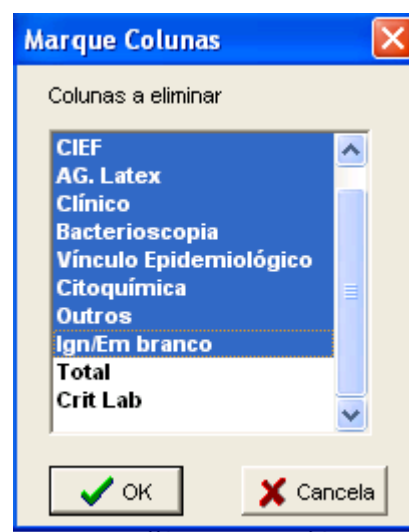 Marque Colunas
Colunas a eliminar
CIEF
AG. Latex
Clínico
Bacterioscopia
Vínculo Epidemiológico
Citoquímica
Outros
Ign/Em branco
Total
Crit Lab
OK
Cancela